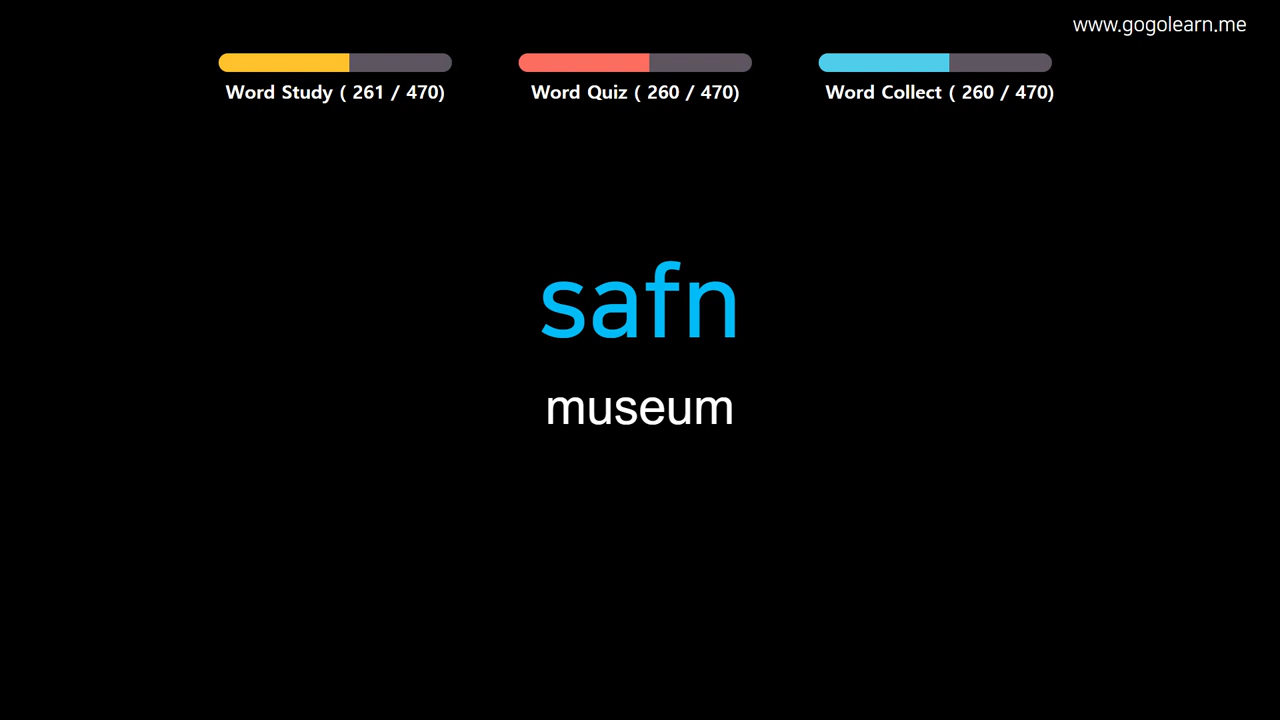 www.gogolearn.me
Word Study ( 261 / 470)
Word Quiz ( 260 / 470)
Word Collect ( 260 / 470)
safn
museum